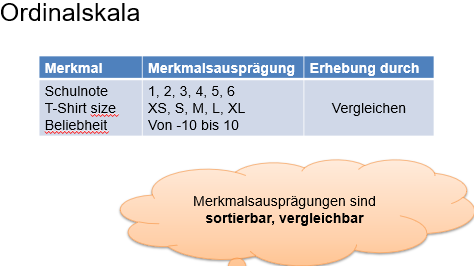 Ordinalskala
Merkmal Merkmalsausprägung Erhebung durch
Schulnote 1, 2, 3, 4, 5, 6
T-Shirt size XS, S, M, L, XL Vergleichen
Beliebheit Von -10 bis 10
Merkmalsausprägungen sind
sortierbar, vergleichbar